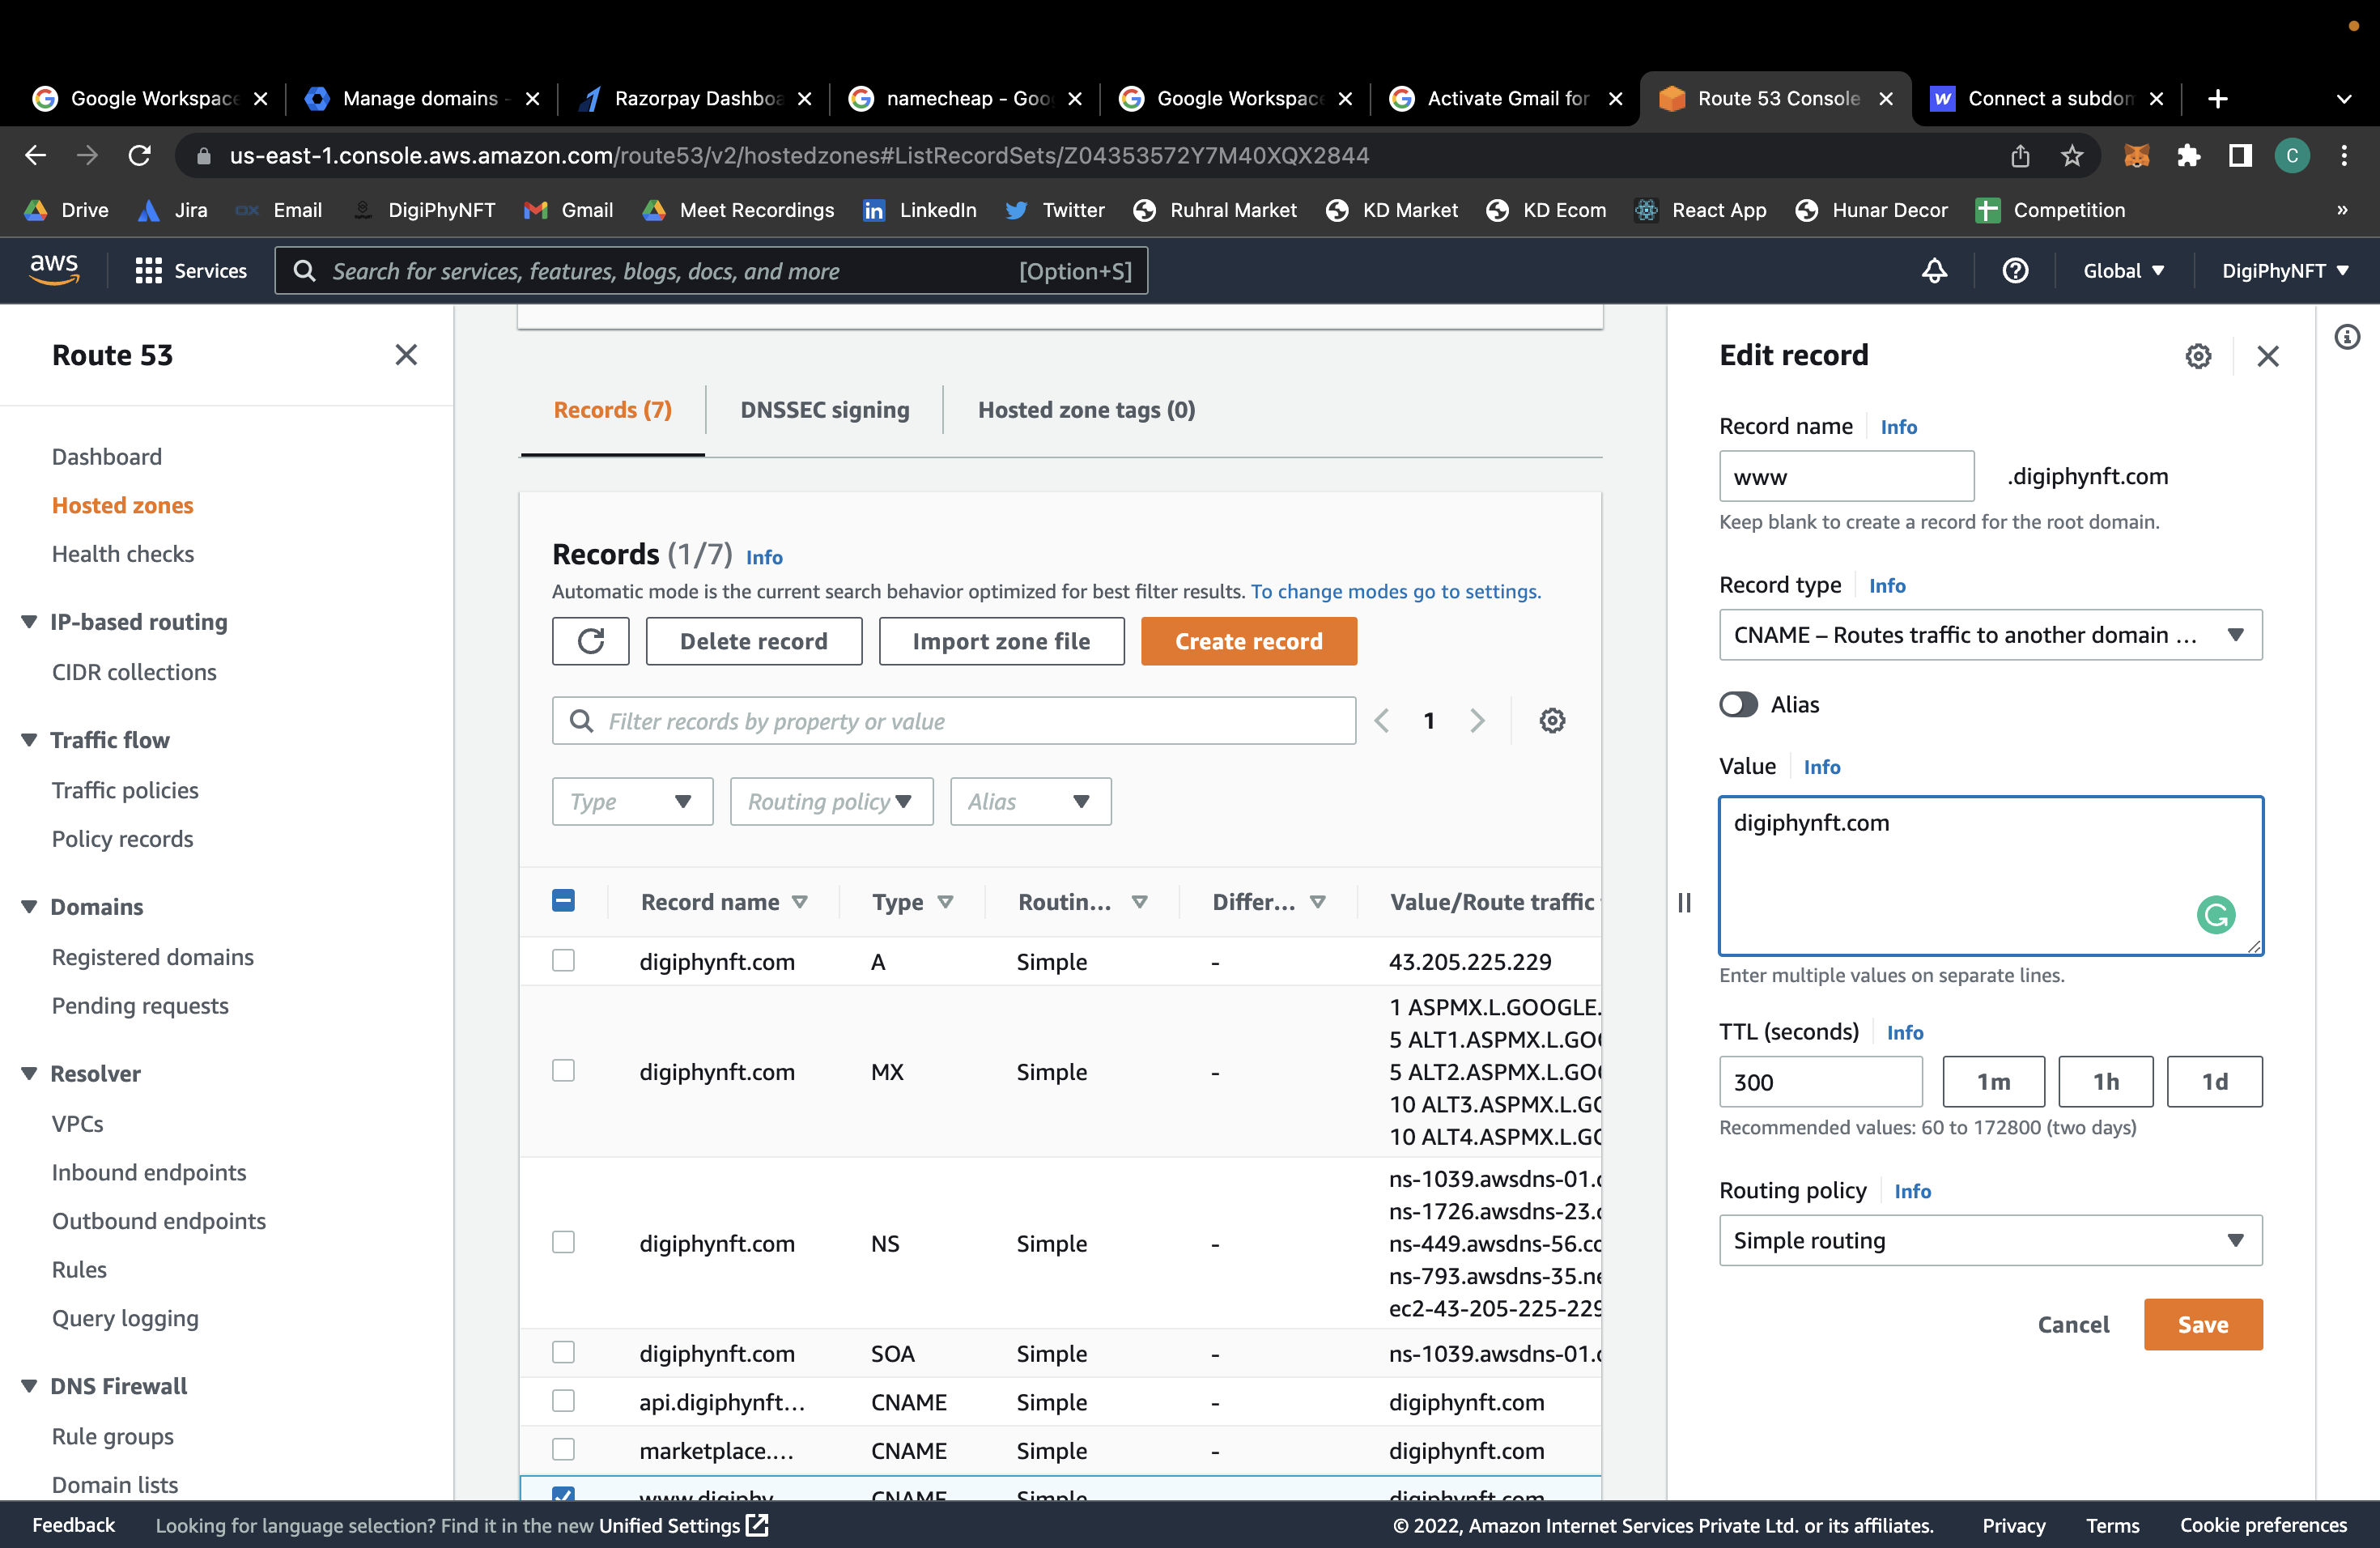 Google Workspace
Manage domains -
Razorpay Dashboa
namecheap - Goo
Google Workspace
Activate Gmail for
Route 53 Console
Connect a subdom
us-east-1.console.aws.amazon.com/route53/v2/hostedzones#ListRecordSets/Z04353572Y7M40XQX2844
C
Drive
Jira
Email
DigiPhyNFT
Gmail
Meet Recordings
LinkedIn
Twitter
Ruhral Market
KD Market
KD Ecom
React App
Hunar Decor
Competition
»
aws
Services
Search for services, features, blogs, docs, and more
[Option+S]
Global
DigiPhyNFT
Route 53
Dashboard
Hosted zones
Health checks
IP-based routing
CIDR collections
Traffic flow
Traffic policies
Policy records
Domains
Registered domains
Pending requests
Resolver
VPCs
Inbound endpoints
Outbound endpoints
Rules
Query logging
DNS Firewall
Rule groups
Domain lists
Records (7)
DNSSEC signing
Hosted zone tags (0)
Records (1/7) Info
Automatic mode is the current search behavior optimized for best filter results. To change modes go to settings.
Delete record
Import zone file
Create record
Filter records by property or value
1
Type
Routing policy
Alias
Record name Type Routin... Differ... Value/Route traffic
digiphynft.com A Simple - 43.205.225.229
digiphynft.com MX Simple -
1 ASPMX.L.GOOGLE.
5 ALT1.ASPMX.L.GO
5 ALT2.ASPMX.L.GO
10 ALT3.ASPMX.L.G
10 ALT4.ASPMX.L.G
digiphynft.com NS Simple -
ns-1039.awsdns-01.
ns-1726.awsdns-23.
ns-449.awsdns-56.co
ns-793.awsdns-35.ne
ec2-43-205-225-229
digiphynft.com SOA Simple - ns-1039.awsdns-01.
api.digiphynft... CNAME Simple - digiphynft.com
marketplace.... CNAME Simple - digiphynft.com
www.digiphy CNAME Simple digiphynft.com
Edit record
Record name Info
www
.digiphynft.com
Keep blank to create a record for the root domain.
Record type Info
CNAME – Routes traffic to another domain ...
Alias
Value Info
digiphynft.com
Enter multiple values on separate lines.
TTL (seconds) Info
300
1m
1h
1d
Recommended values: 60 to 172800 (two days)
Routing policy Info
Simple routing
Cancel
Save
Feedback
Looking for language selection? Find it in the new Unified Settings
© 2022, Amazon Internet Services Private Ltd. or its affiliates.
Privacy
Terms
Cookie preferences